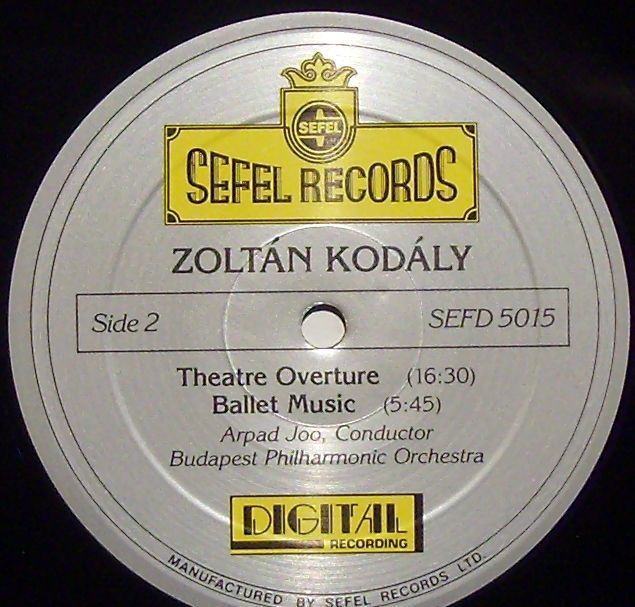 SEFEL
SEFEL RECORDS
ZOLTÁN KODÁLY
Side 2
SEFD 5015
Theatre Overture (16:30)
Ballet Music (5:45)
Arpad Joo, Conductor
Budapest Philharmonic Orchestra
DIGITAL
RECORDING
MANUFACTURED BY SEFEL RECORDS LTD.